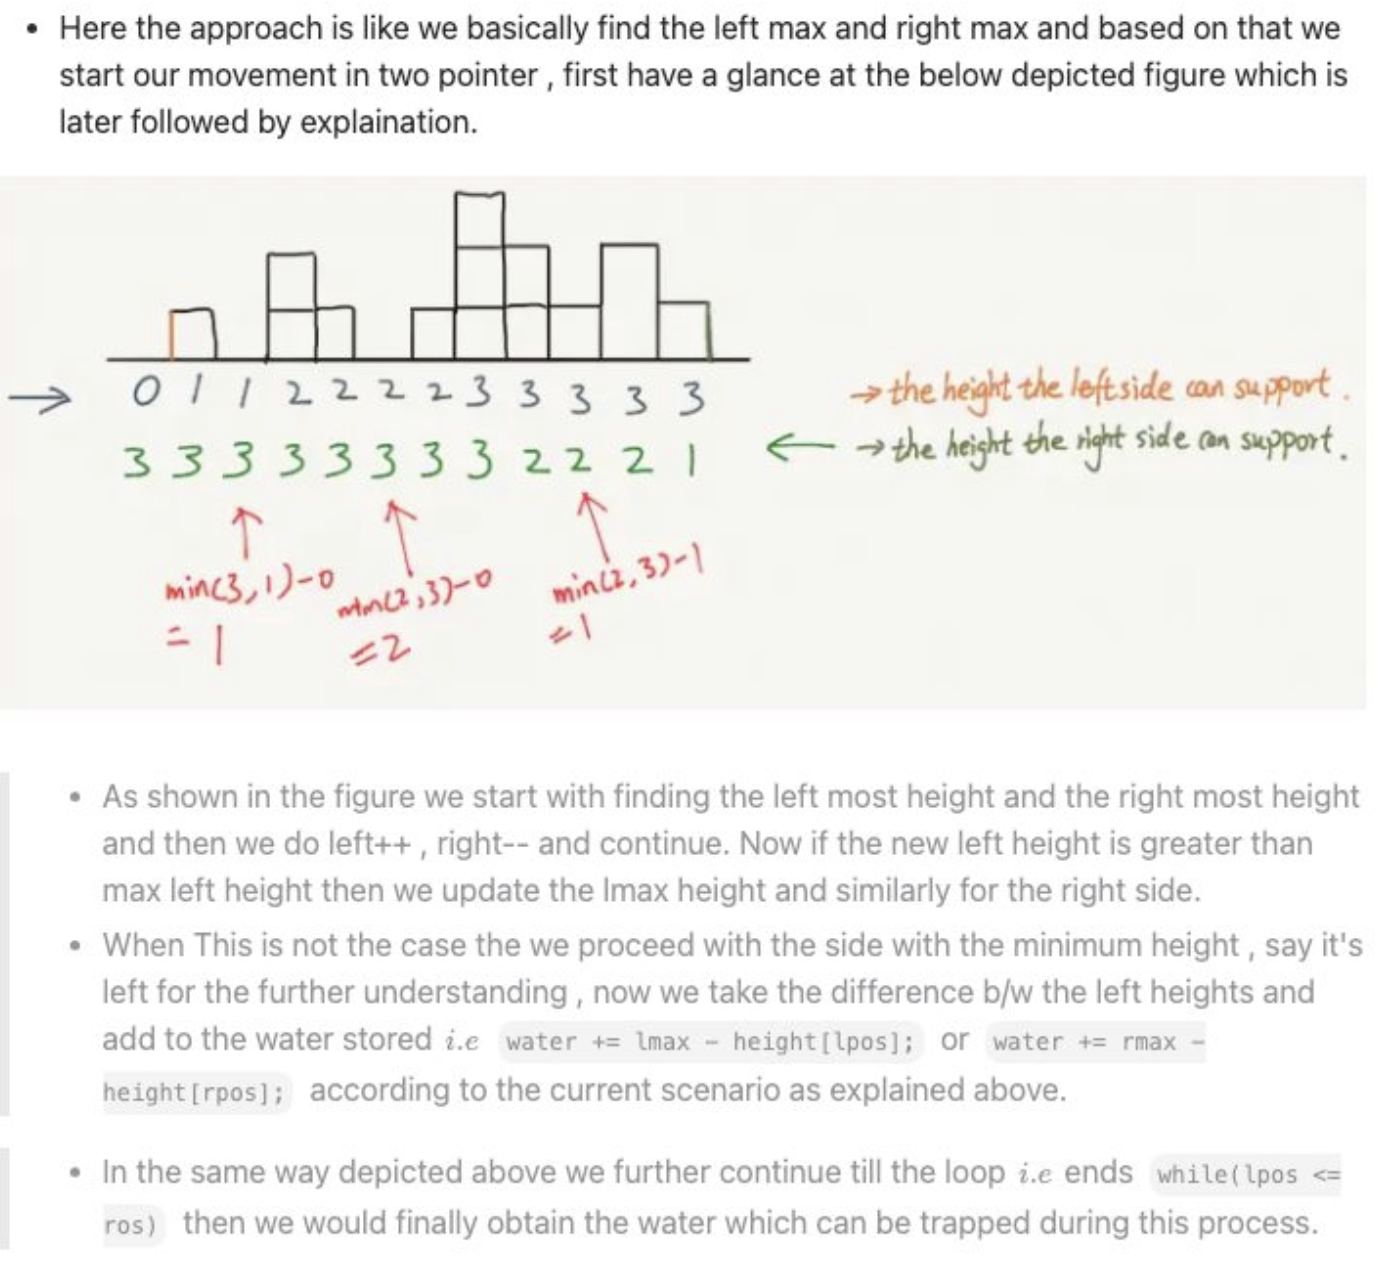 • Here the approach is like we basically find the left max and right max and based on that we
start our movement in two pointer , first have a glance at the below depicted figure which is
later followed by explaination.
→ 0 1 1 2 2 2 2 3 3 3 3 3 → the height the left side can support.
3 3 3 3 3 3 3 3 2 2 2 1 ← → the height the right side can support.
min(3,1)-0
= 1
min(2,3)-0
=2
min(2,3)-1
=1
• As shown in the figure we start with finding the left most height and the right most height
and then we do left++ , right-- and continue. Now if the new left height is greater than
max left height then we update the lmax height and similarly for the right side.
• When This is not the case the we proceed with the side with the minimum height , say it's
left for the further understanding , now we take the difference b/w the left heights and
add to the water stored i.e water += lmax - height[lpos]; or water += rmax -
height[rpos]; according to the current scenario as explained above.
• In the same way depicted above we further continue till the loop i.e ends while(lpos <=
ros) then we would finally obtain the water which can be trapped during this process.